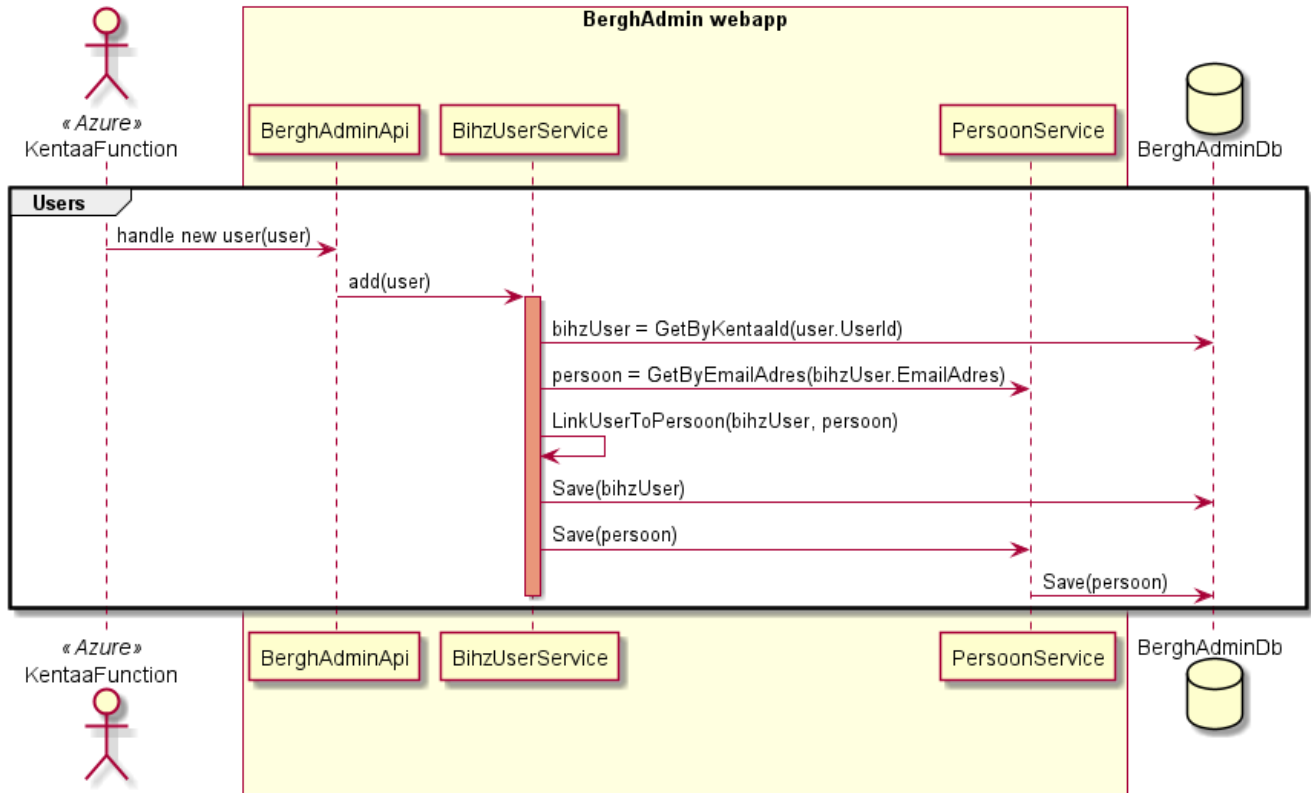 BerghAdmin webapp
«Azure»
KentaaFunction
BerghAdminApi
BihzUserService
PersoonService
BerghAdminDb
Users
handle new user(user)
add(user)
bihzUser = GetByKentaaId(user.UserId)
persoon = GetByEmailAdres(bihzUser.EmailAdres)
LinkUserToPersoon(bihzUser, persoon)
Save(bihzUser)
Save(persoon)
Save(persoon)
«Azure»
KentaaFunction
BerghAdminApi
BihzUserService
PersoonService
BerghAdminDb